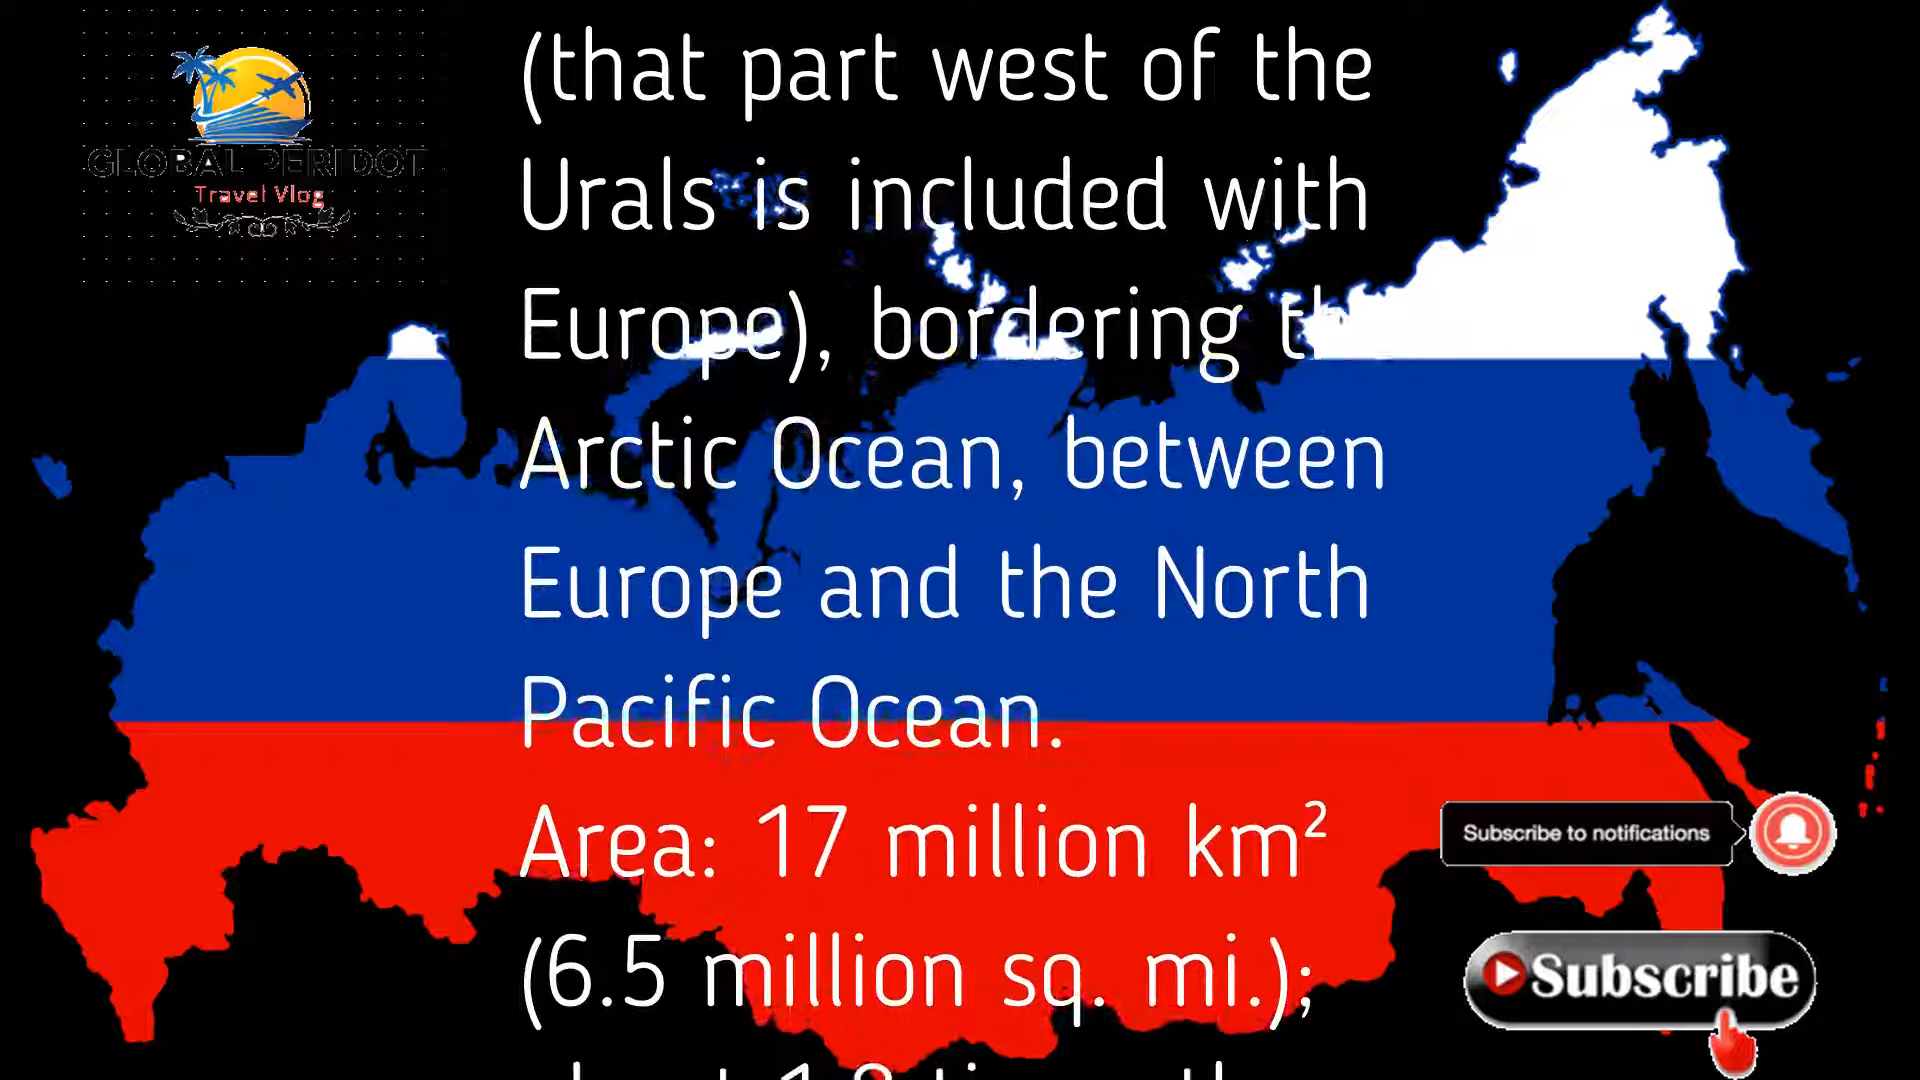 GLOBAL PERIDOT
Travel Vlog
(that part west of the
Urals is included with
Europe), bordering th
Arctic Ocean, between
Europe and the North
Pacific Ocean.
Area: 17 million km²
(6.5 million sq. mi.);
Subscribe to notifications
Subscribe